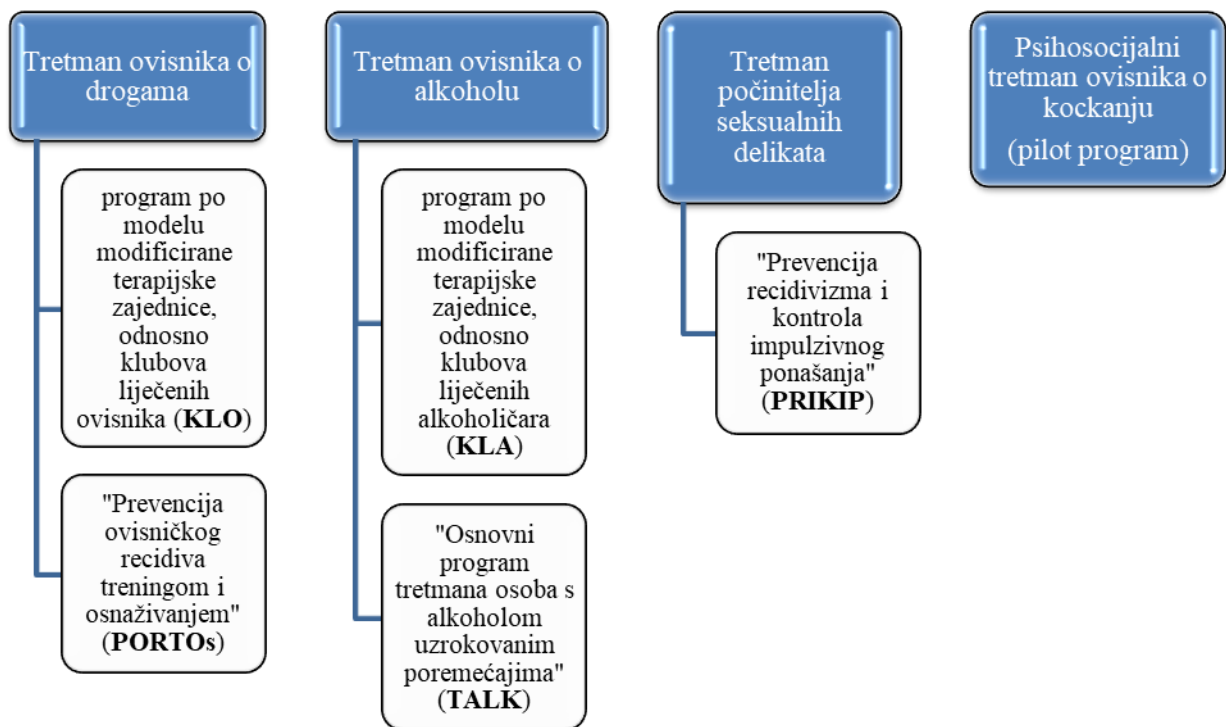 Tretman ovisnika o
drogama
program po
modelu
modificirane
terapijske
zajednice,
odnosno
klubova
liječenih
ovisnika (KLO)
"Prevencija
ovisničkog
recidiva
treningom i
osnaživanjem"
(PORTOs)
Tretman ovisnika o
alkoholu
program po
modelu
modificirane
terapijske
zajednice,
odnosno
klubova
liječenih
alkoholičara
(KLA)
"Osnovni
program
tretmana osoba s
alkoholom
uzrokovanim
poremećajima"
(TALK)
Tretman
počinitelja
seksualnih
delikata
"Prevencija
recidivizma i
kontrola
impulzivnog
ponašanja"
(PRIKIP)
Psihosocijalni
tretman ovisnika o
kockanju
(pilot program)